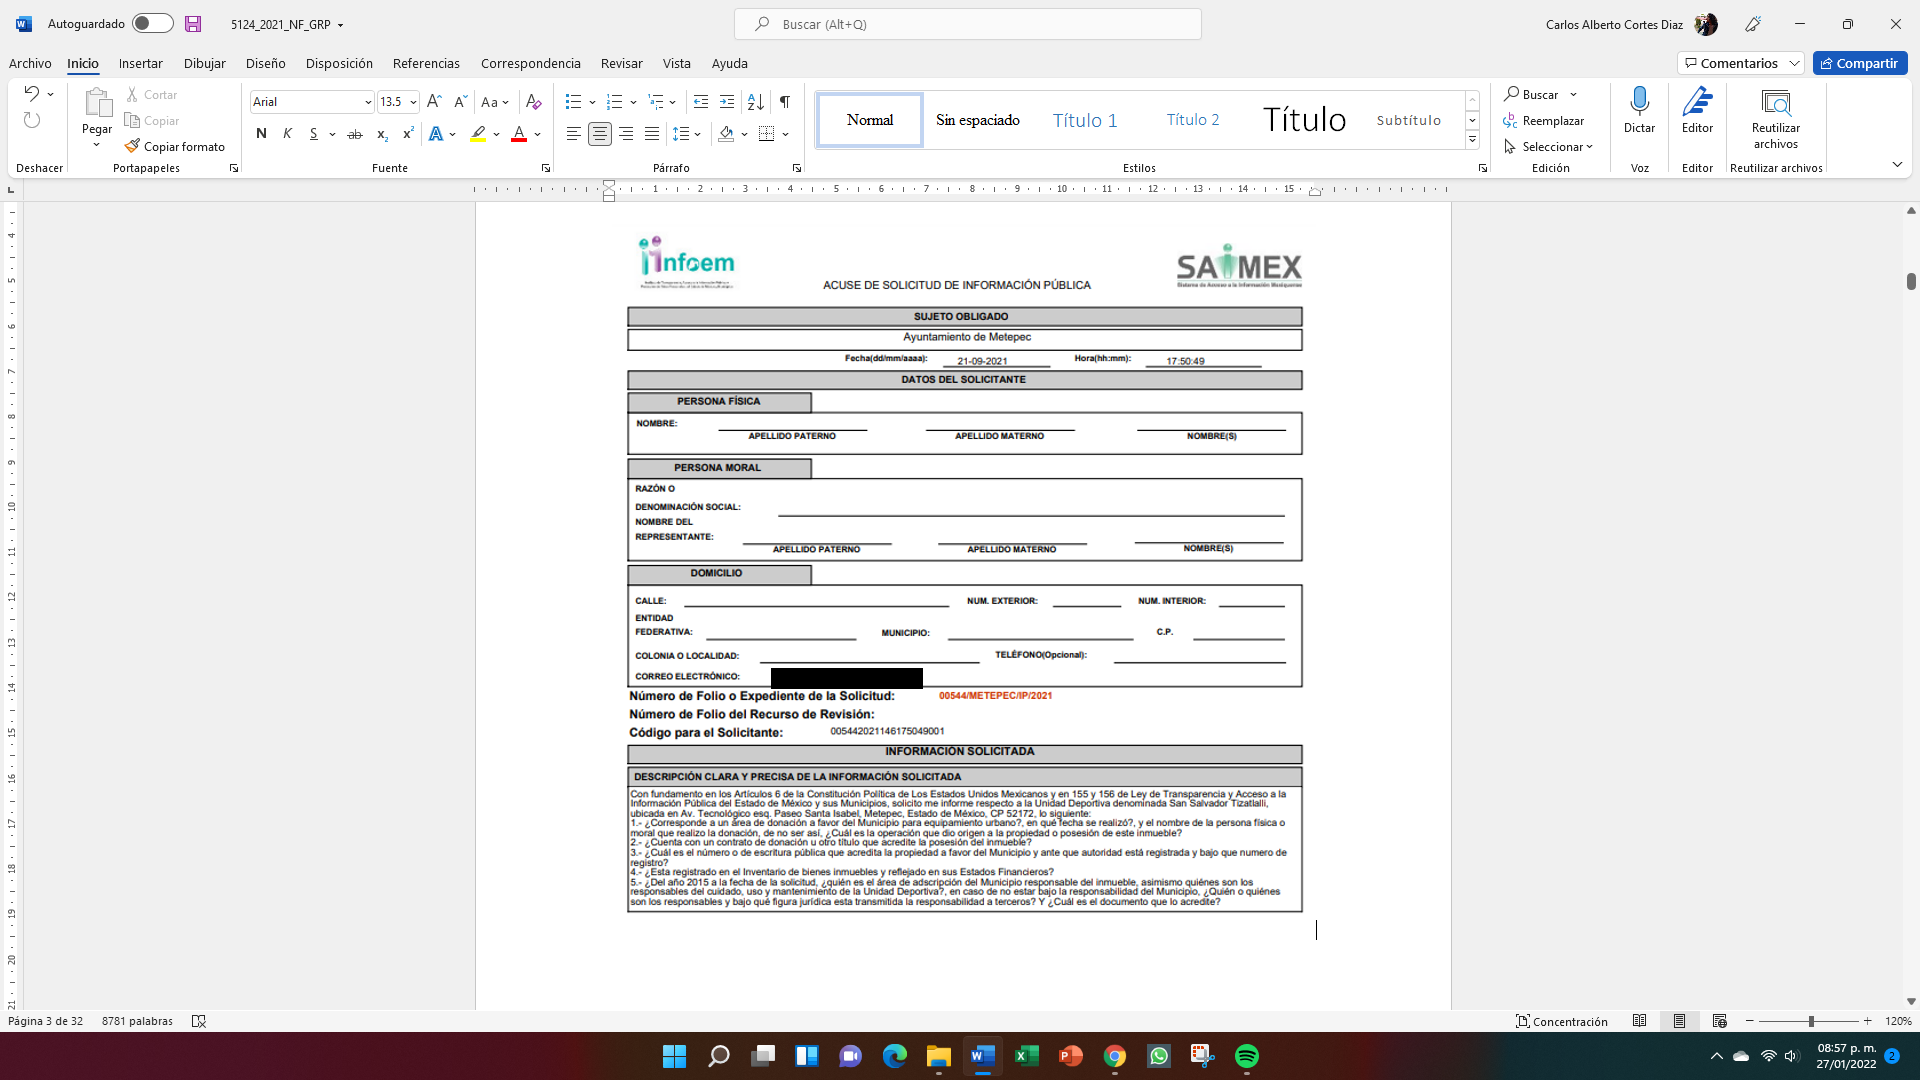 Autoguardado
5124_2021_NF_GRP
Buscar (Alt+Q)
Carlos Alberto Cortes Diaz
Archivo Inicio Insertar Dibujar Diseño Disposición Referencias Correspondencia Revisar Vista Ayuda
Comentarios Compartir
Pegar
Cortar
Copiar
Copiar formato
Arial 13.5
Normal
Sin espaciado
Título 1
Título 2
Título
Subtítulo
Buscar
Reemplazar
Seleccionar
Dictar
Editor
Reutilizar archivos
Deshacer Portapapeles Fuente Párrafo Estilos Edición Voz Editor Reutilizar archivos
infoem
SAIMEX
Sistema de Acceso a la Información Mexiquense
ACUSE DE SOLICITUD DE INFORMACIÓN PÚBLICA
SUJETO OBLIGADO
Ayuntamiento de Metepec
Fecha(dd/mm/aaaa): 21-09-2021 Hora(hh:mm): 17:50:49
DATOS DEL SOLICITANTE
PERSONA FÍSICA
NOMBRE:
APELLIDO PATERNO APELLIDO MATERNO NOMBRE(S)
PERSONA MORAL
RAZÓN O
DENOMINACIÓN SOCIAL:
NOMBRE DEL
REPRESENTANTE:
APELLIDO PATERNO APELLIDO MATERNO NOMBRE(S)
DOMICILIO
CALLE: NUM. EXTERIOR: NUM. INTERIOR:
ENTIDAD
FEDERATIVA: MUNICIPIO: C.P.
COLONIA O LOCALIDAD: TELÉFONO(Opcional):
CORREO ELECTRÓNICO:
Número de Folio o Expediente de la Solicitud: 00544/METEPEC/IP/2021
Número de Folio del Recurso de Revisión:
Código para el Solicitante: 005442021146175049001
INFORMACIÓN SOLICITADA
DESCRIPCIÓN CLARA Y PRECISA DE LA INFORMACIÓN SOLICITADA
Con fundamento en los Artículos 6 de la Constitución Política de Los Estados Unidos Mexicanos y en 155 y 156 de Ley de Transparencia y Acceso a la
Información Pública del Estado de México y sus Municipios, solicito me informe respecto a la Unidad Deportiva denominada San Salvador Tizatlalli,
ubicada en Av. Tecnológico esq. Paseo Santa Isabel, Metepec, Estado de México, CP 52172, lo siguiente:
1.- ¿Corresponde a un área de donación a favor del Municipio para equipamiento urbano?, en qué fecha se realizó?, y el nombre de la persona física o
moral que realizo la donación, de no ser así, ¿Cuál es la operación que dio origen a la propiedad o posesión de este inmueble?
2.- ¿Cuenta con un contrato de donación u otro título que acredite la posesión del inmueble?
3.- ¿Cuál es el número o de escritura pública que acredita la propiedad a favor del Municipio y ante que autoridad está registrada y bajo que numero de
registro?
4.- ¿Esta registrado en el Inventario de bienes inmuebles y reflejado en sus Estados Financieros?
5.- ¿Del año 2015 a la fecha de la solicitud, ¿quién es el área de adscripción del Municipio responsable del inmueble, asimismo quiénes son los
responsables del cuidado, uso y mantenimiento de la Unidad Deportiva?, en caso de no estar bajo la responsabilidad del Municipio, ¿Quién o quiénes
son los responsables y bajo qué figura jurídica esta transmitida la responsabilidad a terceros? Y ¿Cuál es el documento que lo acredite?
Página 3 de 32 8781 palabras
Concentración 120%
08:57 p. m.
27/01/2022
2